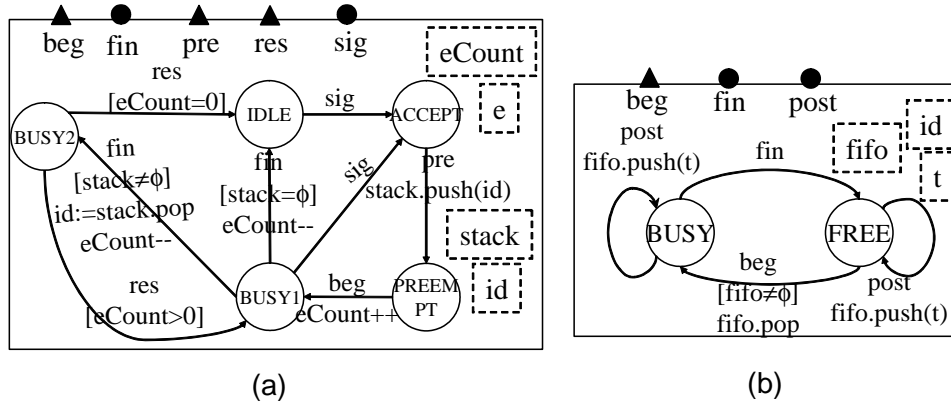 beg fin pre res sig
eCount
e
res
[eCount=0]
IDLE
sig
ACCEPT
BUSY2
fin
[stack≠ϕ]
id:=stack.pop
eCount--
fin
[stack=ϕ]
eCount--
sig
pre
stack.push(id)
stack
id
res
[eCount>0]
BUSY1
beg
eCount++
PREEM
PT
(a)
beg fin post
post
fifo.push(t)
fin
fifo
id
t
BUSY
FREE
beg
[fifo≠ϕ]
fifo.pop
post
fifo.push(t)
(b)